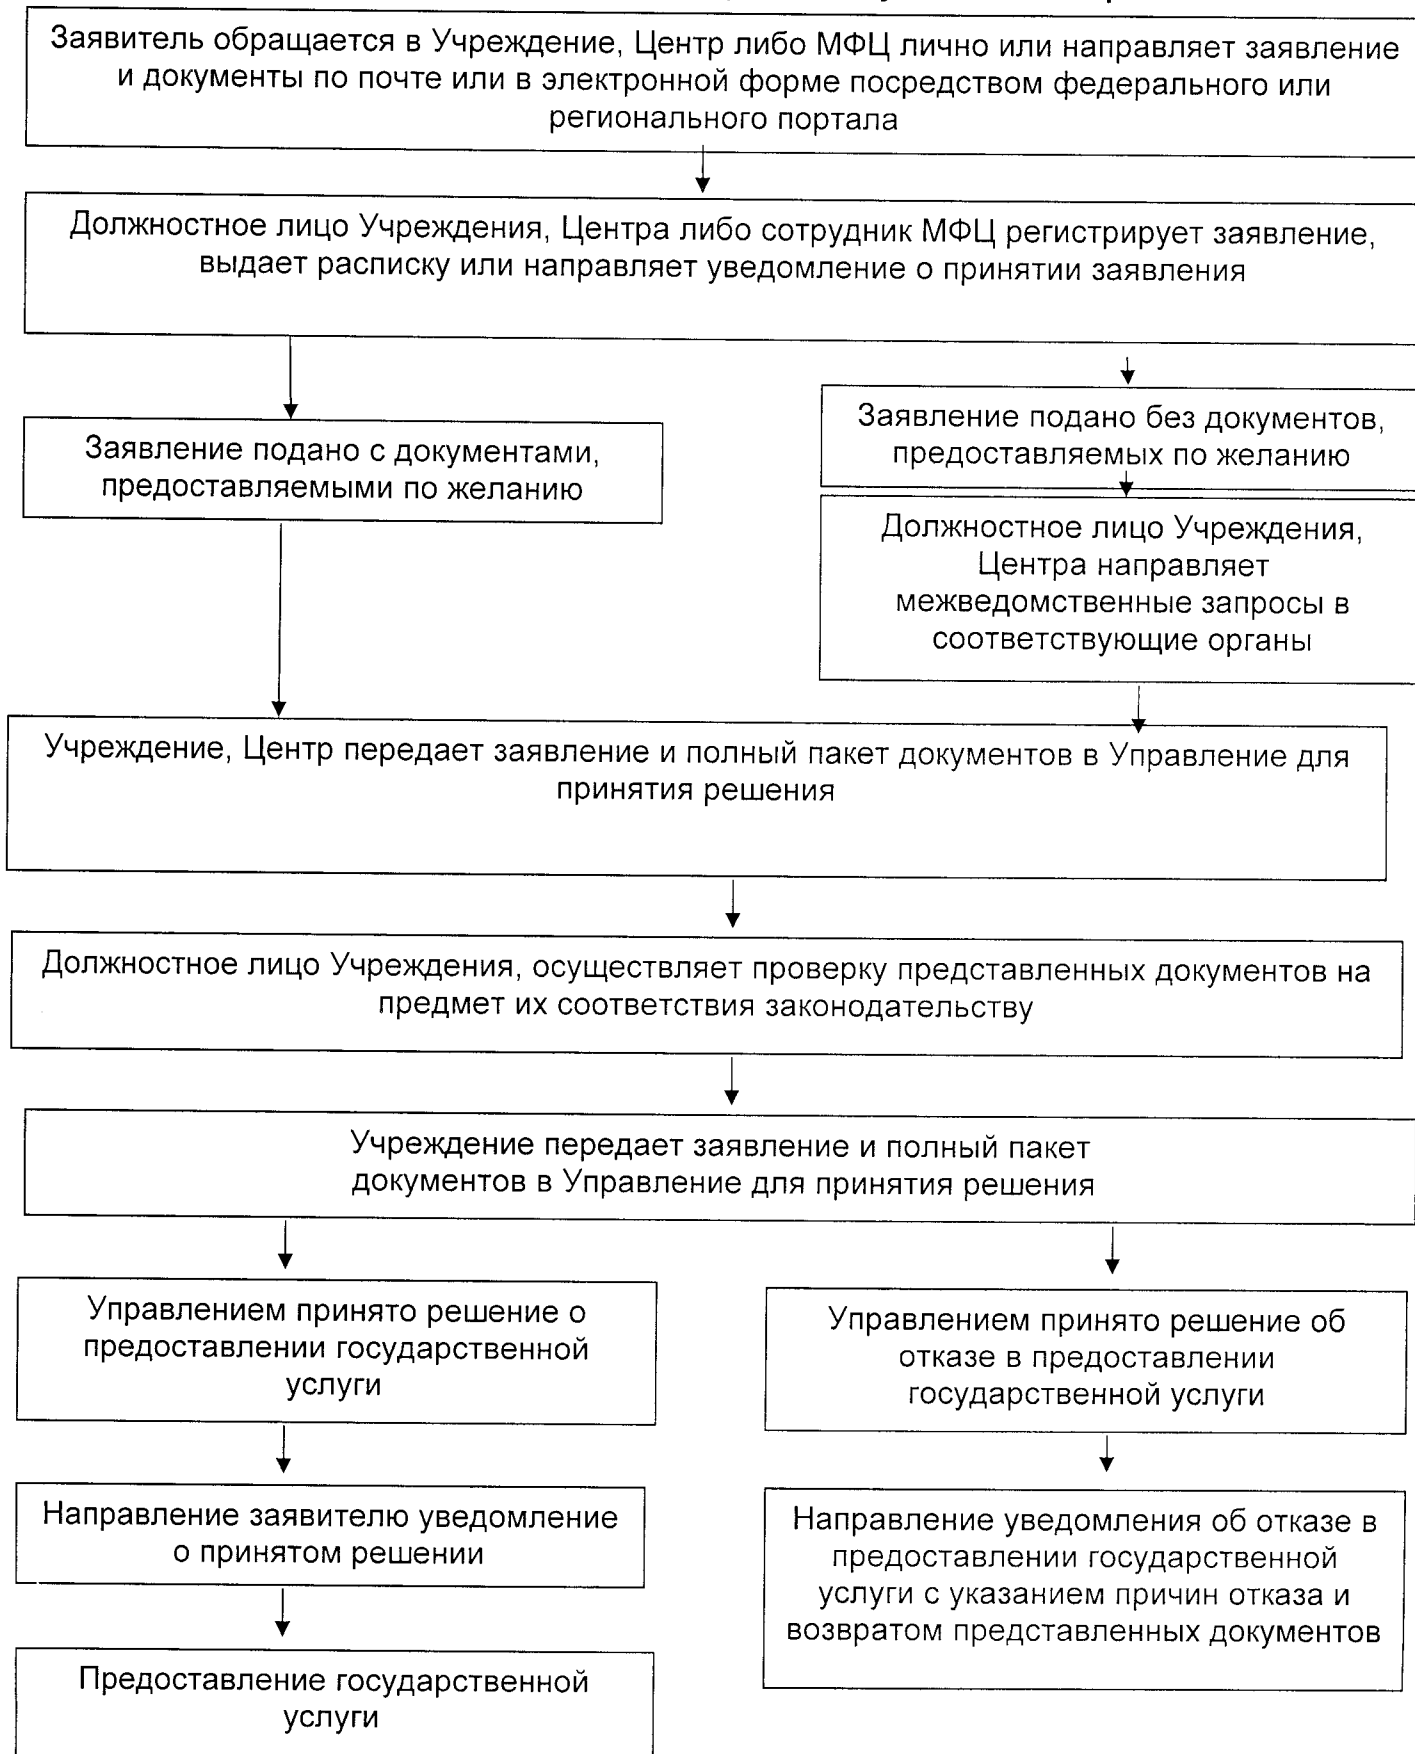 Заявитель обращается в Учреждение, Центр либо МФЦ лично или направляет заявление
и документы по почте или в электронной форме посредством федерального или
регионального портала
Должностное лицо Учреждения, Центра либо сотрудник МФЦ регистрирует заявление,
выдает расписку или направляет уведомление о принятии заявления
Заявление подано с документами,
предоставляемыми по желанию
Заявление подано без документов,
предоставляемых по желанию
Должностное лицо Учреждения,
Центра направляет
межведомственные запросы в
соответствующие органы
Учреждение, Центр передает заявление и полный пакет документов в Управление для
принятия решения
Должностное лицо Учреждения, осуществляет проверку представленных документов на
предмет их соответствия законодательству
Учреждение передает заявление и полный пакет
документов в Управление для принятия решения
Управлением принято решение о
предоставлении государственной
услуги
Управлением принято решение об
отказе в предоставлении
государственной услуги
Направление заявителю уведомление
о принятом решении
Направление уведомления об отказе в
предоставлении государственной
услуги с указанием причин отказа и
возвратом представленных документов
Предоставление государственной
услуги